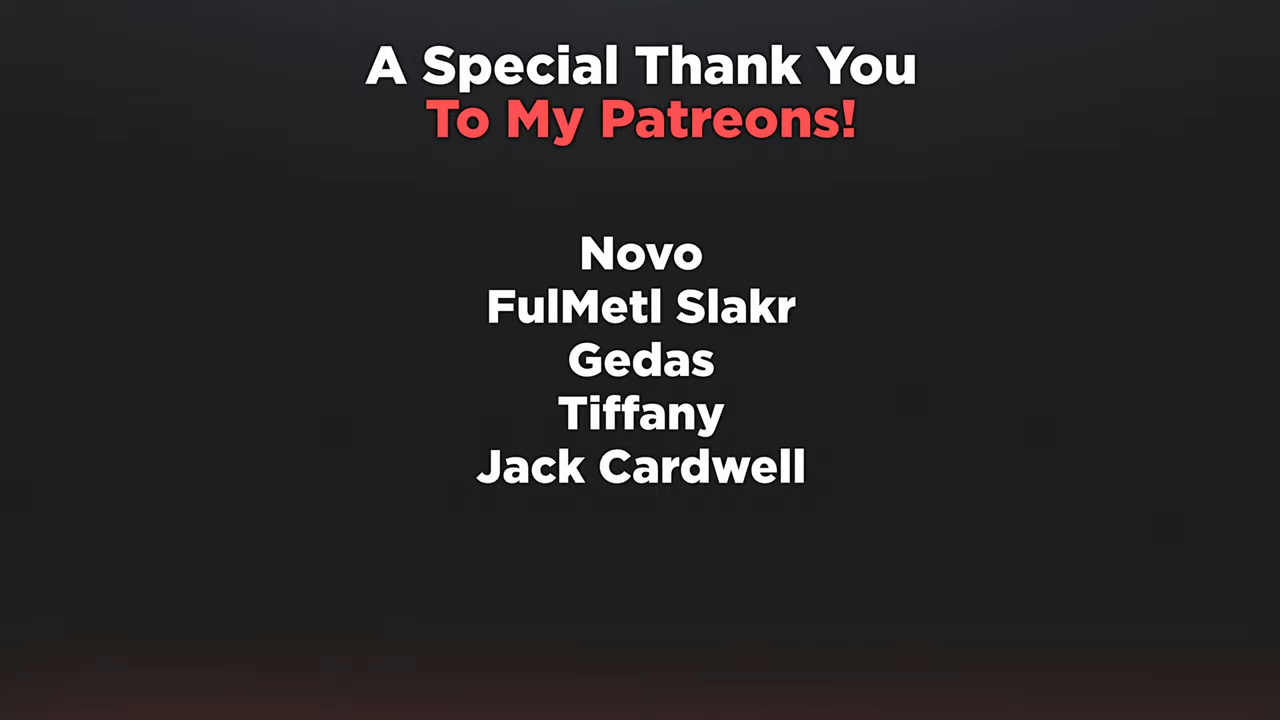 A Special Thank You
To My Patreons!
Novo
FulMetl Slakr
Gedas
Tiffany
Jack Cardwell